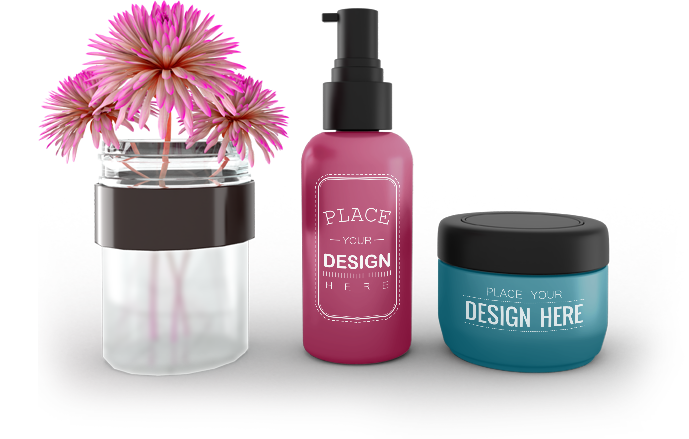 PLACE
YOUR
DESIGN
HERE
PLACE YOUR
DESIGN HERE